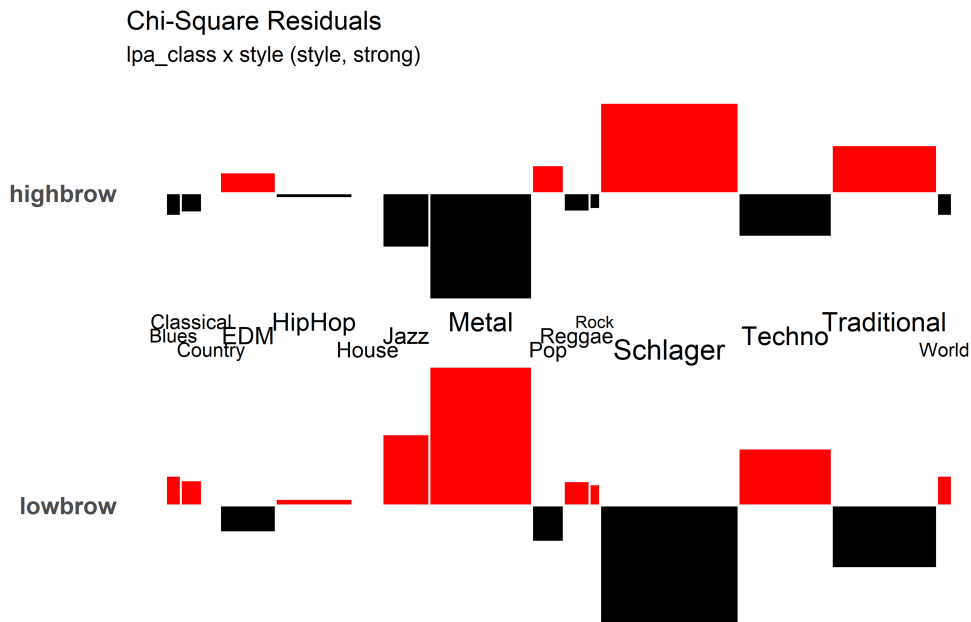 Chi-Square Residuals
lpa_class x style (style, strong)
highbrow
Classical HipHop Metal Rock Traditional
Blues EDM Jazz Reggae Techno
Country House Pop Schlager World
lowbrow